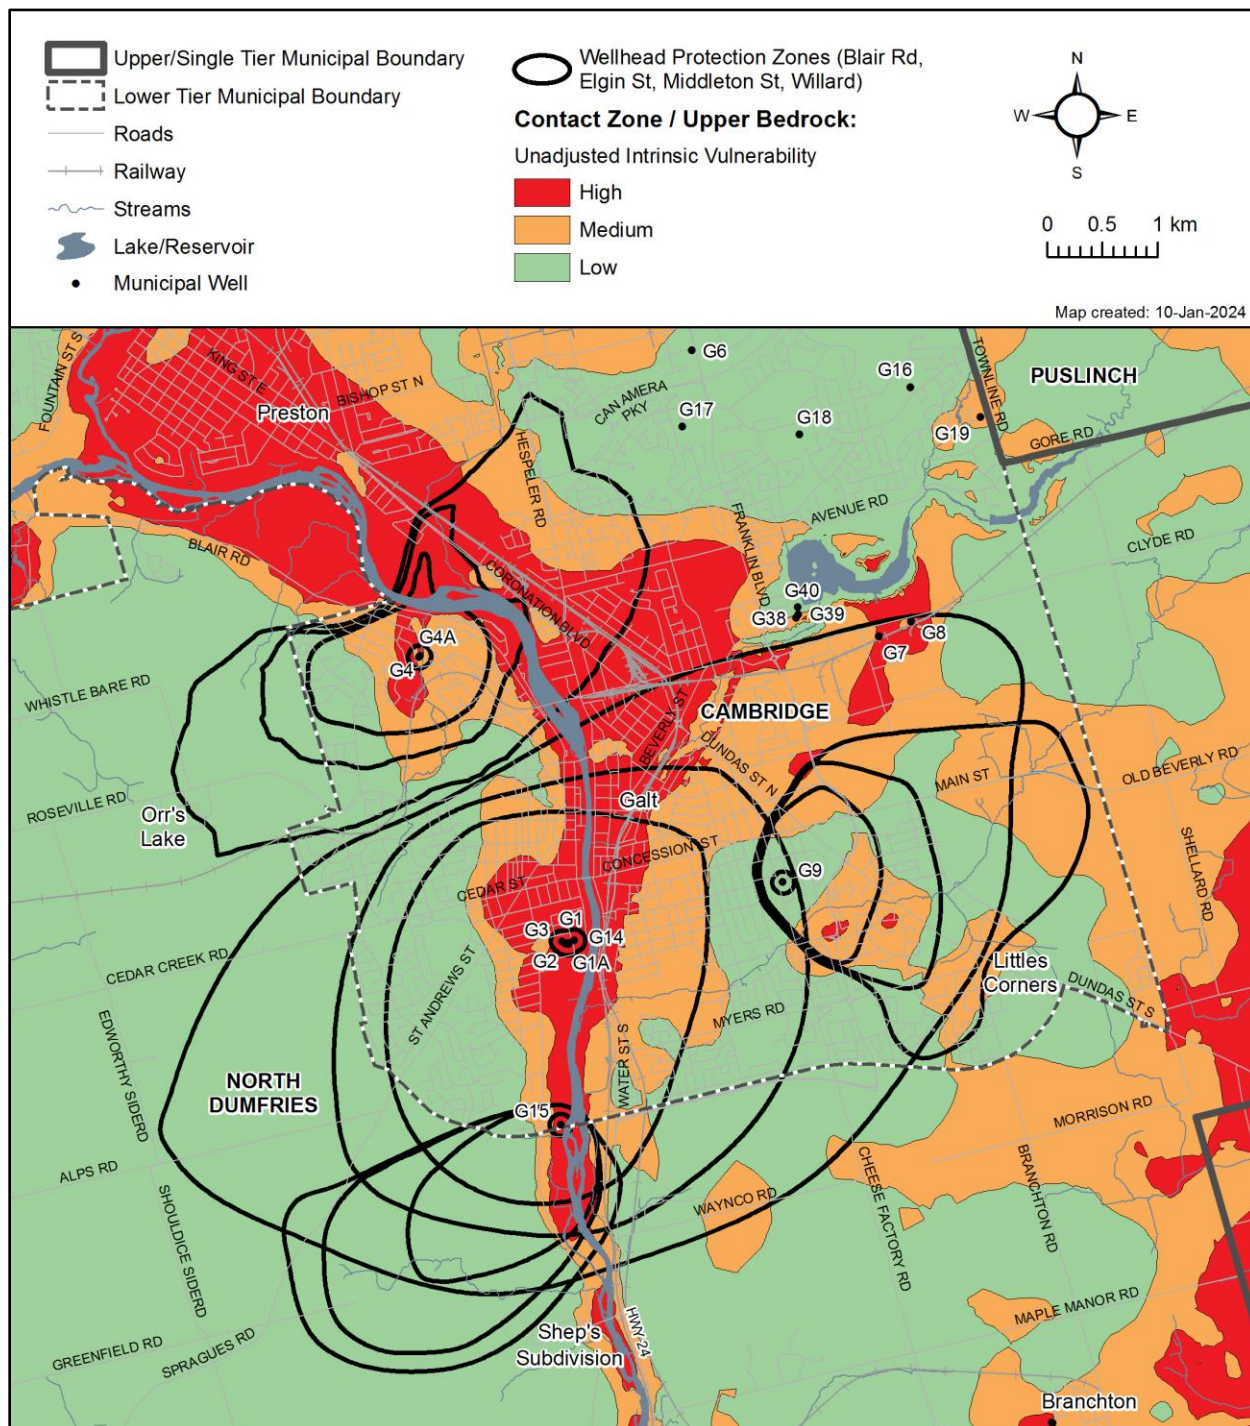 Upper/Single Tier Municipal Boundary
Lower Tier Municipal Boundary
Roads
Railway
Streams
Lake/Reservoir
Municipal Well
Wellhead Protection Zones (Blair Rd,
Elgin St, Middleton St, Willard)
Contact Zone / Upper Bedrock:
Unadjusted Intrinsic Vulnerability
High
Medium
Low
N
W
E
S
0 0.5 1 km
Map created: 10-Jan-2024
FOUNTAIN ST S
KING ST E
BISHOP ST N
Preston
HESPELER RD
CAN AMERA
PKY
G6
G17
G18
G16
G19
TOWNLINE RD
PUSLINCH
GORE RD
AVENUE RD
FRANKLIN BLVD
CLYDE RD
BLAIR RD
CORONATION BLVD
G40
G38
G39
G8
G7
G4A
G4
WHISTLE BARE RD
CAMBRIDGE
BEVERLY ST
DUNDAS ST N
MAIN ST
OLD BEVERLY RD
ROSEVILLE RD
Orr's
Lake
Galt
CONCESSION ST
SHELLARD RD
CEDAR ST
G9
G3
G1
G14
G2
G1A
CEDAR CREEK RD
ST ANDREWS ST
Littles
Corners
DUNDAS ST S
MYERS RD
EDWORTHY SIDERD
WATER ST S
NORTH
DUMFRIES
G15
MORRISON RD
ALPS RD
SHOULDICE SIDERD
WAYNCO RD
CHEESE FACTORY RD
BRANCHTON RD
MAPLE MANOR RD
GREENFIELD RD
SPRAGUES RD
Shep's
Subdivision
HWY 24
Branchton